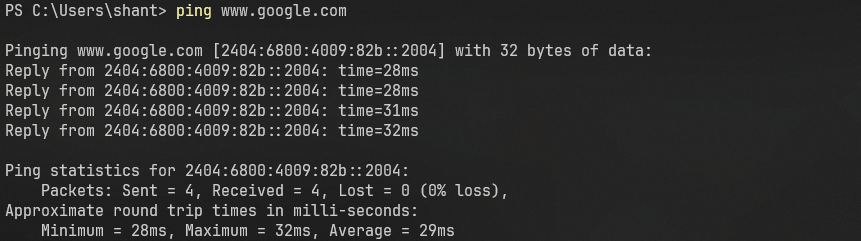 PS C:\Users\shant> ping www.google.com
Pinging www.google.com [2404:6800:4009:82b::2004] with 32 bytes of data:
Reply from 2404:6800:4009:82b::2004: time=28ms
Reply from 2404:6800:4009:82b::2004: time=28ms
Reply from 2404:6800:4009:82b::2004: time=31ms
Reply from 2404:6800:4009:82b::2004: time=32ms
Ping statistics for 2404:6800:4009:82b::2004:
    Packets: Sent = 4, Received = 4, Lost = 0 (0% loss),
Approximate round trip times in milli-seconds:
    Minimum = 28ms, Maximum = 32ms, Average = 29ms